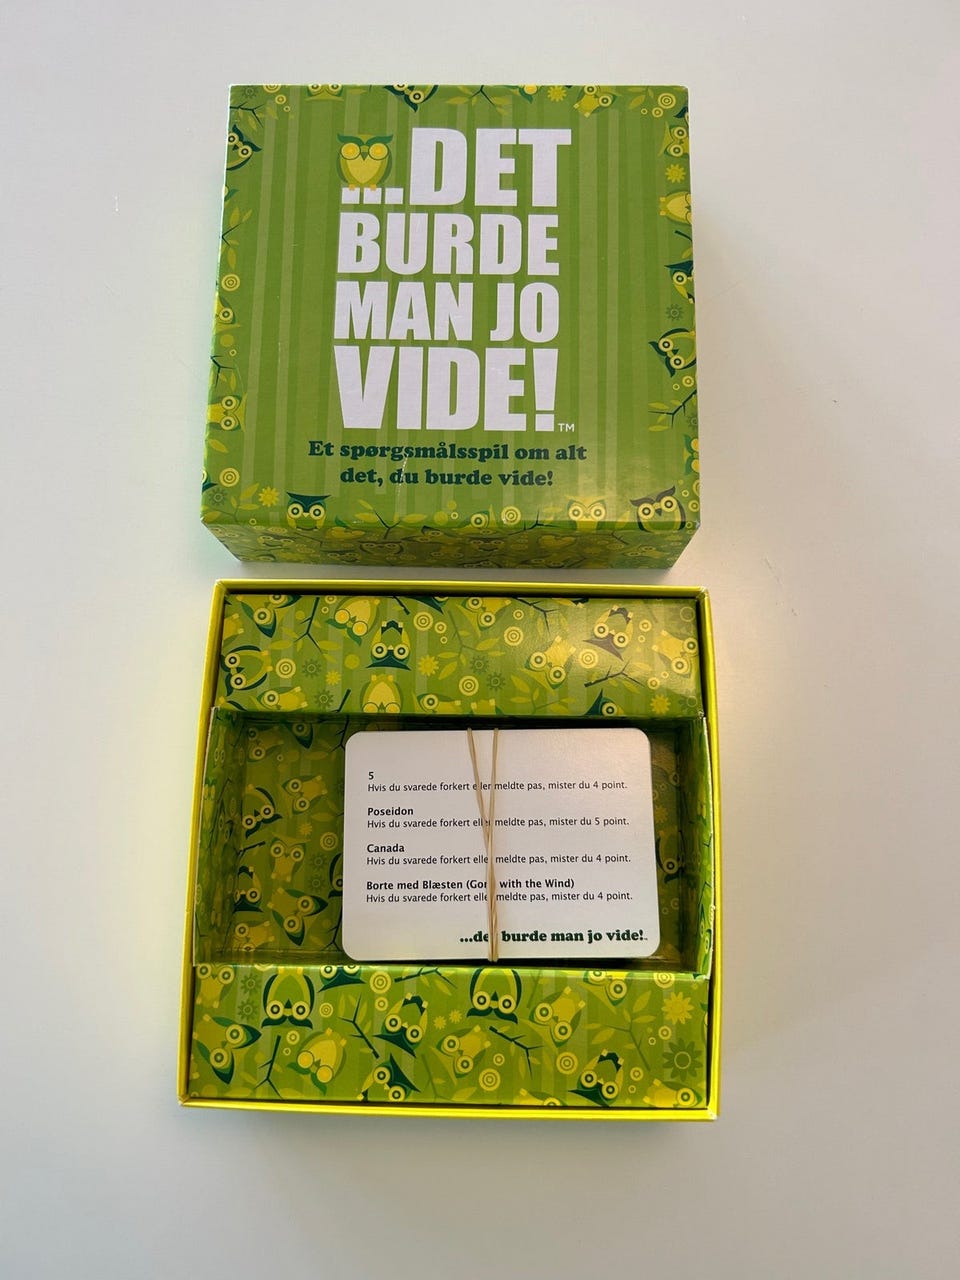 ...DET
BURDE
MAN JO
VIDE!™
Et spørgsmålsspil om alt
det, du burde vide!
5
Hvis du svarede forkert eller meldte pas, mister du 4 point.
Poseidon
Hvis du svarede forkert eller meldte pas, mister du 5 point.
Canada
Hvis du svarede forkert eller meldte pas, mister du 4 point.
Borte med Blæsten (Gone with the Wind)
Hvis du svarede forkert eller meldte pas, mister du 4 point.
...det burde man jo vide!™